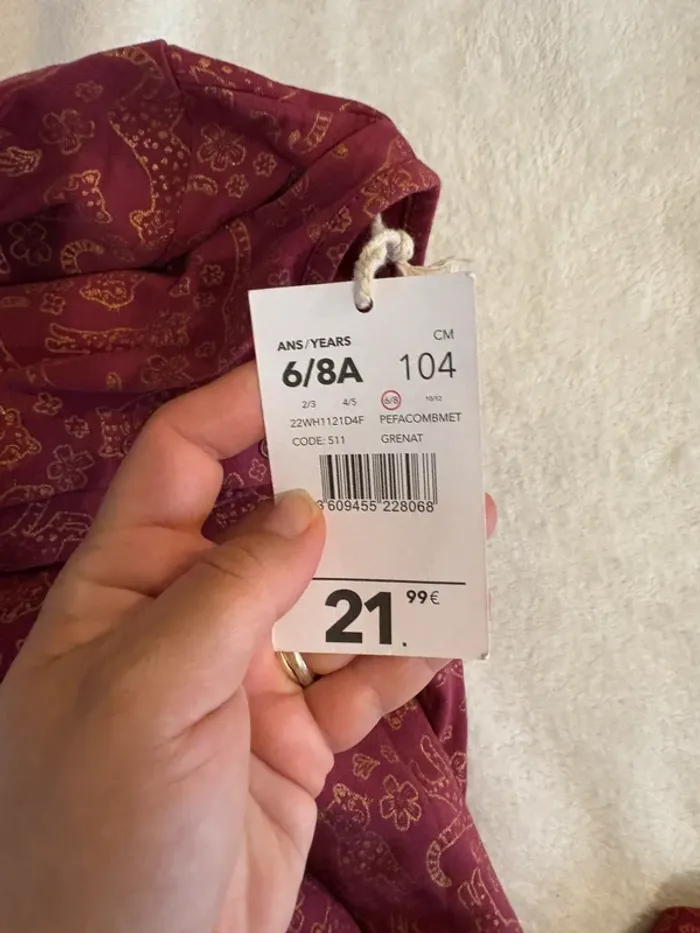 ANS/YEARS CM
6/8A 104
2/3 4/5 6/8 10/12
22WH1121D4F PEFACOMBMET
CODE: 511 GRENAT
3 609455 228068
21.99€